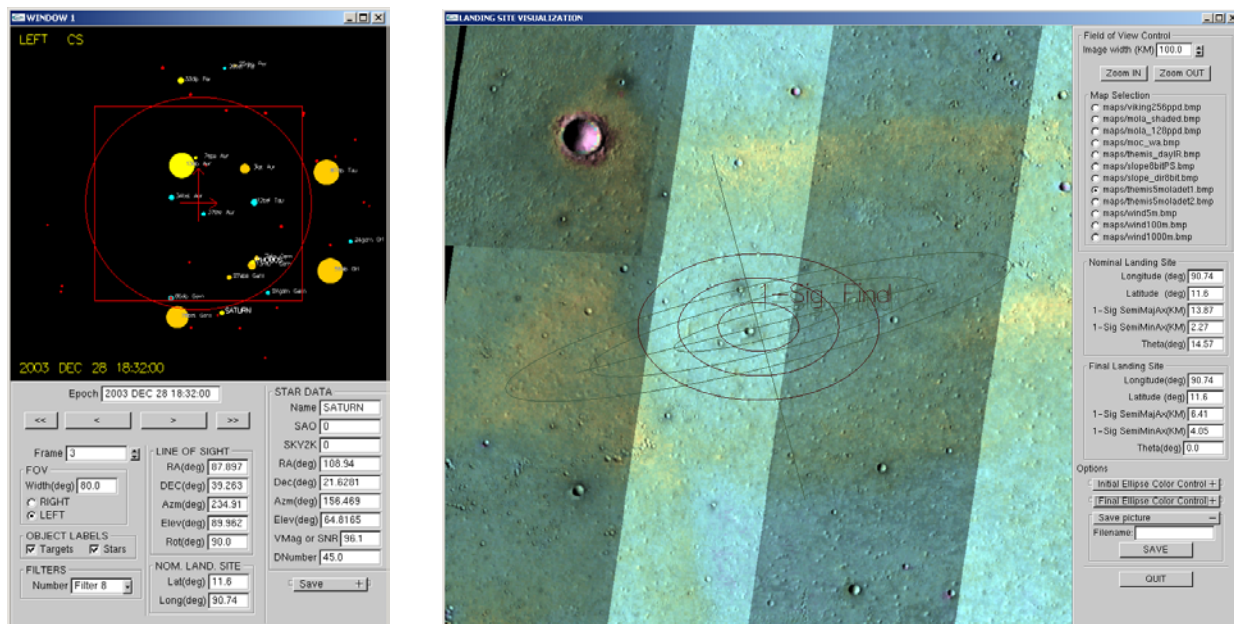 WINDOW 1
LEFT CS
SATURN
2003 DEC 28 18:32:00
Epoch 2003 DEC 28 18:32:00
<< < > >>
Frame 3
FOV
Width(deg) 80.0
RIGHT
LEFT
OBJECT LABELS
Targets Stars
FILTERS
Number Filter 8
LINE OF SIGHT
RA(deg) 87.897
DEC(deg) 39.263
Azm(deg) 234.91
Elev(deg) 89.962
Rot(deg) 90.0
NOM. LAND. SITE
Lat(deg) 11.6
Long(deg) 90.74
STAR DATA
Name SATURN
SAO 0
SKY2K 0
RA(deg) 108.94
Dec(deg) 21.6281
Azm(deg) 156.469
Elev(deg) 64.8165
VMag or SNR 96.1
DNumber 45.0
Save +
LANDING SITE VISUALIZATION
1-Sig. Final
Field of View Control
Image width (KM) 100.0
Zoom IN Zoom OUT
Map Selection
maps/viking256ppd.bmp
maps/mola_shaded.bmp
maps/mola_128ppd.bmp
maps/moc_wa.bmp
maps/themis_dayIR.bmp
maps/slope8bitPS.bmp
maps/slope_dir8bit.bmp
maps/themis5moladet1.bmp
maps/themis5moladet2.bmp
maps/wind5m.bmp
maps/wind100m.bmp
maps/wind1000m.bmp
Nominal Landing Site
Longitude (deg) 90.74
Latitude (deg) 11.6
1-Sig SemiMajAx(KM) 13.87
1-Sig SemiMinAx(KM) 2.27
Theta(deg) 14.57
Final Landing Site
Longitude(deg) 90.74
Latitude (deg) 11.6
1-Sig SemiMajAx(KM) 6.41
1-Sig SemiMinAx(KM) 4.05
Theta(deg) 0.0
Options
Initial Ellipse Color Control +
Final Ellipse Color Control +
Save picture −
Filename:
SAVE
QUIT